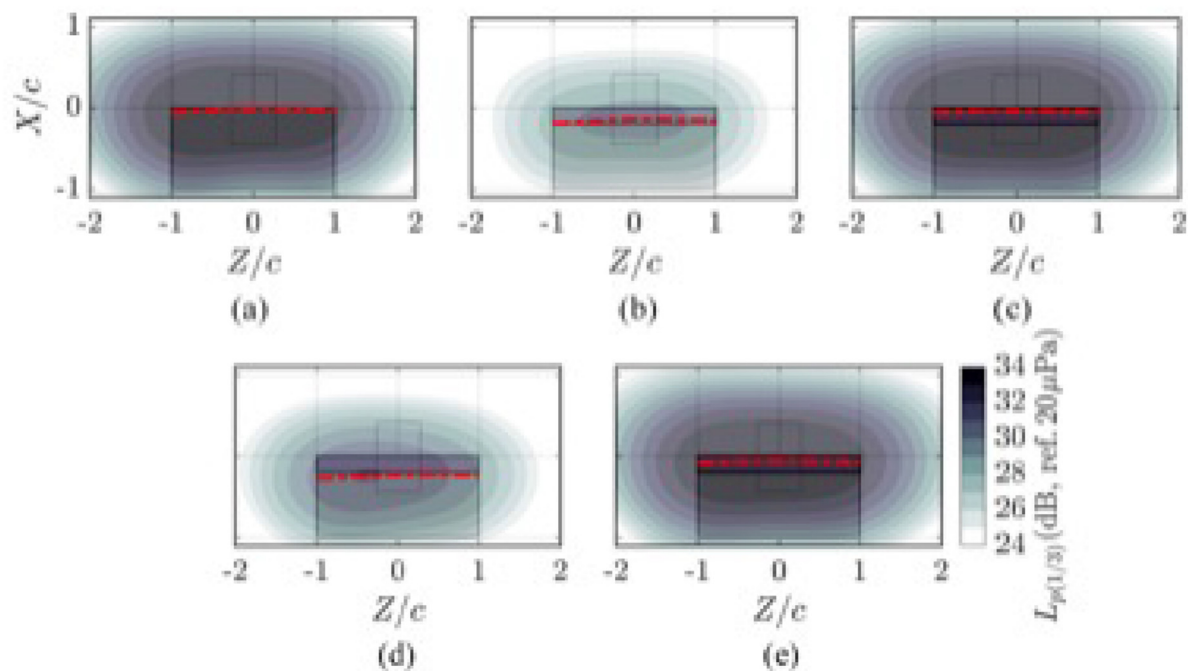 1
X/c
0
-1
-2 -1 0 1 2
Z/c
(a)
-2 -1 0 1 2
Z/c
(b)
-2 -1 0 1 2
Z/c
(c)
-2 -1 0 1 2
Z/c
(d)
-2 -1 0 1 2
Z/c
(e)
34
32
30
28
26
24
Lp(1/3) (dB, ref. 20μPa)